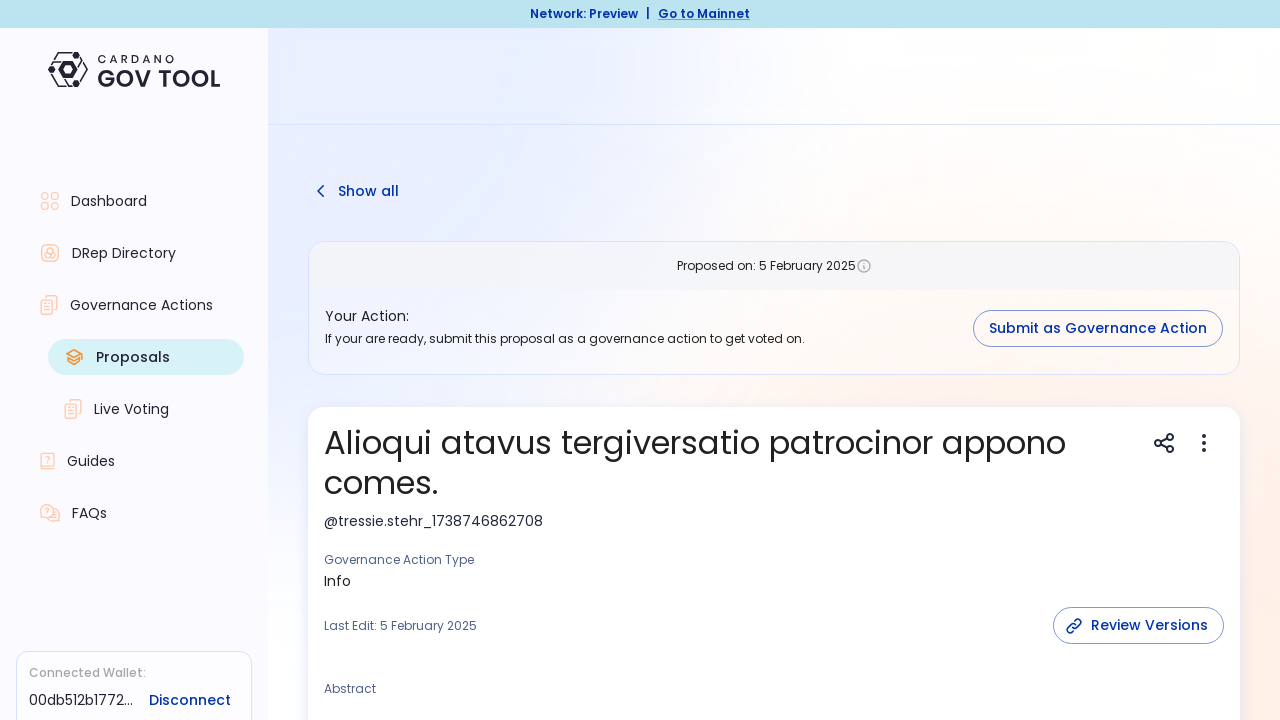 Network: Preview | Go to Mainnet
CARDANO
GOV TOOL
Dashboard
DRep Directory
Governance Actions
Proposals
Live Voting
Guides
FAQs
Connected Wallet:
00db512b1772... Disconnect
Show all
Proposed on: 5 February 2025
Your Action:
If your are ready, submit this proposal as a governance action to get voted on.
Submit as Governance Action
Alioqui atavus tergiversatio patrocinor appono
comes.
@tressie.stehr_1738746862708
Governance Action Type
Info
Last Edit: 5 February 2025
Review Versions
Abstract